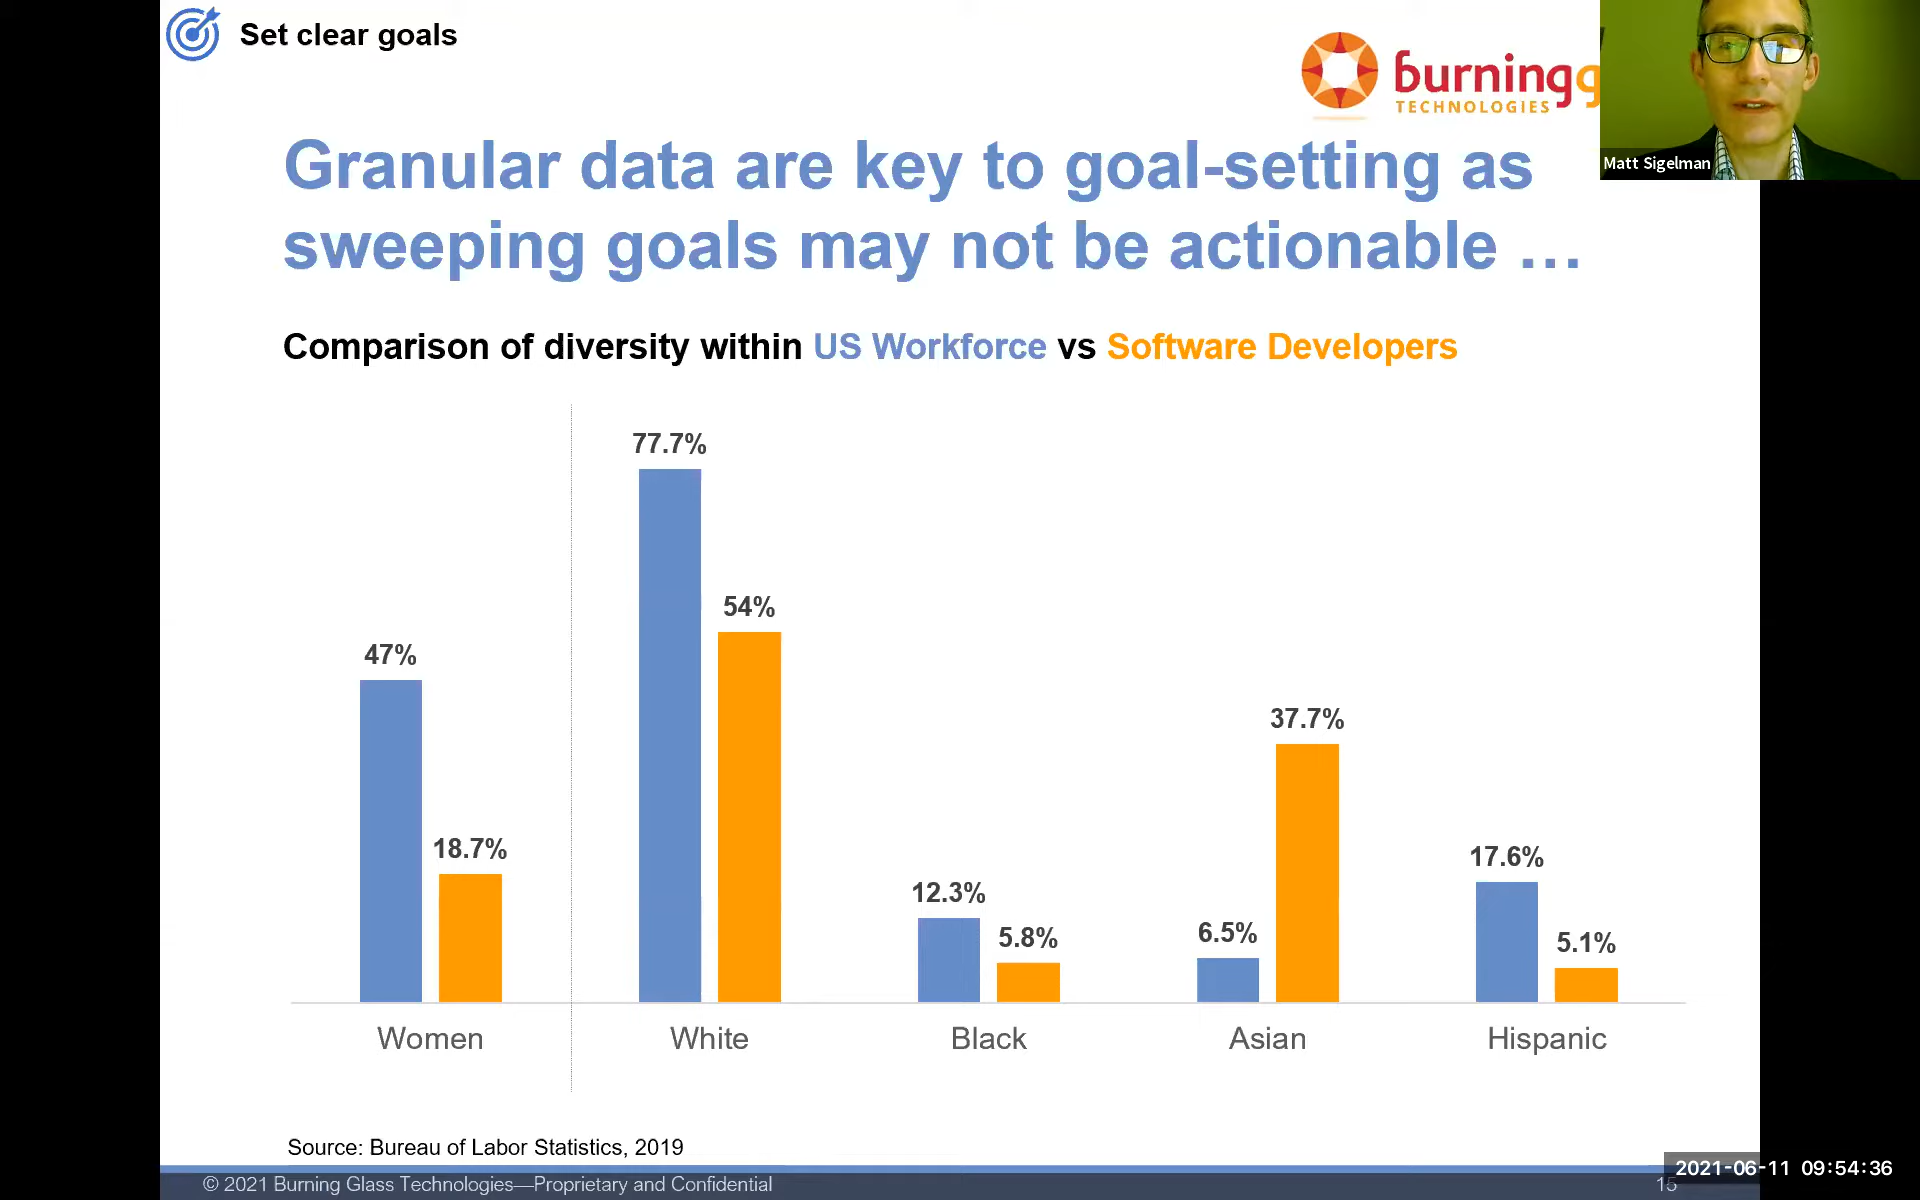 Set clear goals
burningg
TECHNOLOGIES
Matt Sigelman
Granular data are key to goal-setting as
sweeping goals may not be actionable …
Comparison of diversity within US Workforce vs Software Developers
77.7%
54%
47%
37.7%
18.7%
17.6%
12.3%
5.8%
6.5%
5.1%
Women White Black Asian Hispanic
Source: Bureau of Labor Statistics, 2019
2021-06-11 09:54:36
© 2021 Burning Glass Technologies—Proprietary and Confidential
15